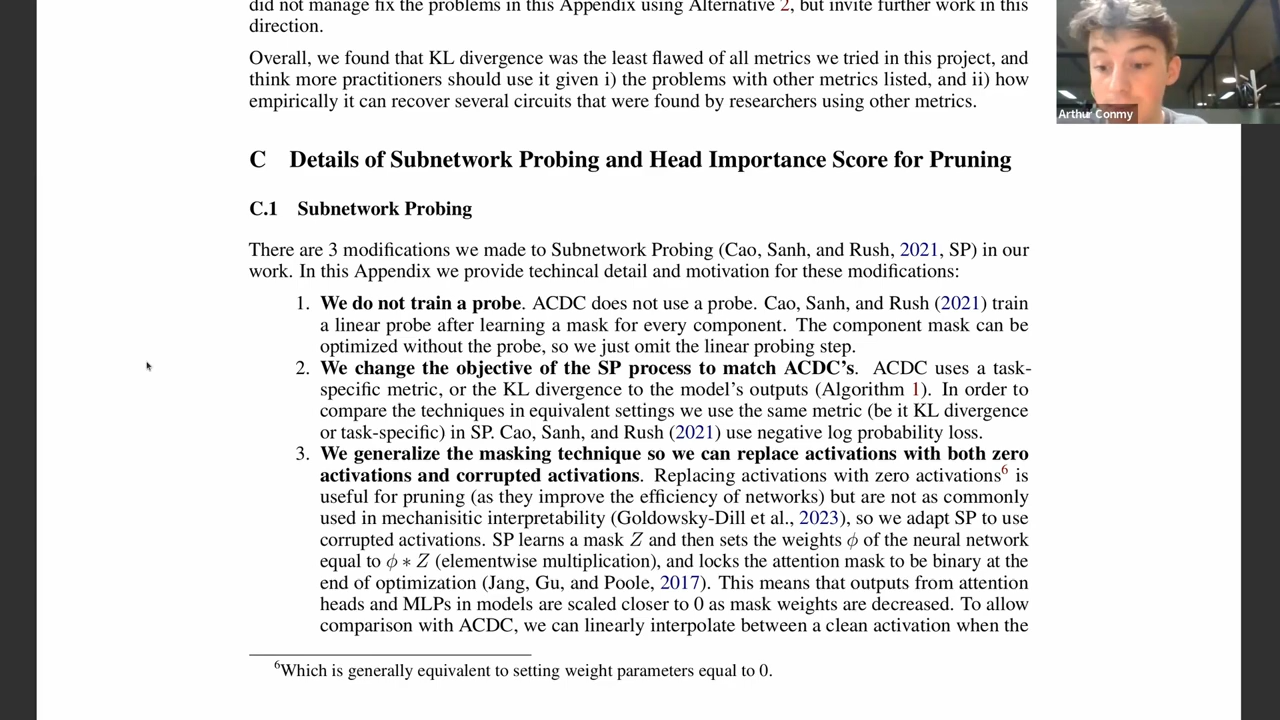 did not manage fix the problems in this Appendix using Alternative 2, but invite further work in this
direction.
Overall, we found that KL divergence was the least flawed of all metrics we tried in this project, and
think more practitioners should use it given i) the problems with other metrics listed, and ii) how
empirically it can recover several circuits that were found by researchers using other metrics.
Arthur Conmy
C Details of Subnetwork Probing and Head Importance Score for Pruning
C.1 Subnetwork Probing
There are 3 modifications we made to Subnetwork Probing (Cao, Sanh, and Rush, 2021, SP) in our
work. In this Appendix we provide techincal detail and motivation for these modifications:
1. We do not train a probe. ACDC does not use a probe. Cao, Sanh, and Rush (2021) train
a linear probe after learning a mask for every component. The component mask can be
optimized without the probe, so we just omit the linear probing step.
2. We change the objective of the SP process to match ACDC's. ACDC uses a task-
specific metric, or the KL divergence to the model's outputs (Algorithm 1). In order to
compare the techniques in equivalent settings we use the same metric (be it KL divergence
or task-specific) in SP. Cao, Sanh, and Rush (2021) use negative log probability loss.
3. We generalize the masking technique so we can replace activations with both zero
activations and corrupted activations. Replacing activations with zero activations⁶ is
useful for pruning (as they improve the efficiency of networks) but are not as commonly
used in mechanisitic interpretability (Goldowsky-Dill et al., 2023), so we adapt SP to use
corrupted activations. SP learns a mask Z and then sets the weights ϕ of the neural network
equal to ϕ ∗ Z (elementwise multiplication), and locks the attention mask to be binary at the
end of optimization (Jang, Gu, and Poole, 2017). This means that outputs from attention
heads and MLPs in models are scaled closer to 0 as mask weights are decreased. To allow
comparison with ACDC, we can linearly interpolate between a clean activation when the
⁶Which is generally equivalent to setting weight parameters equal to 0.